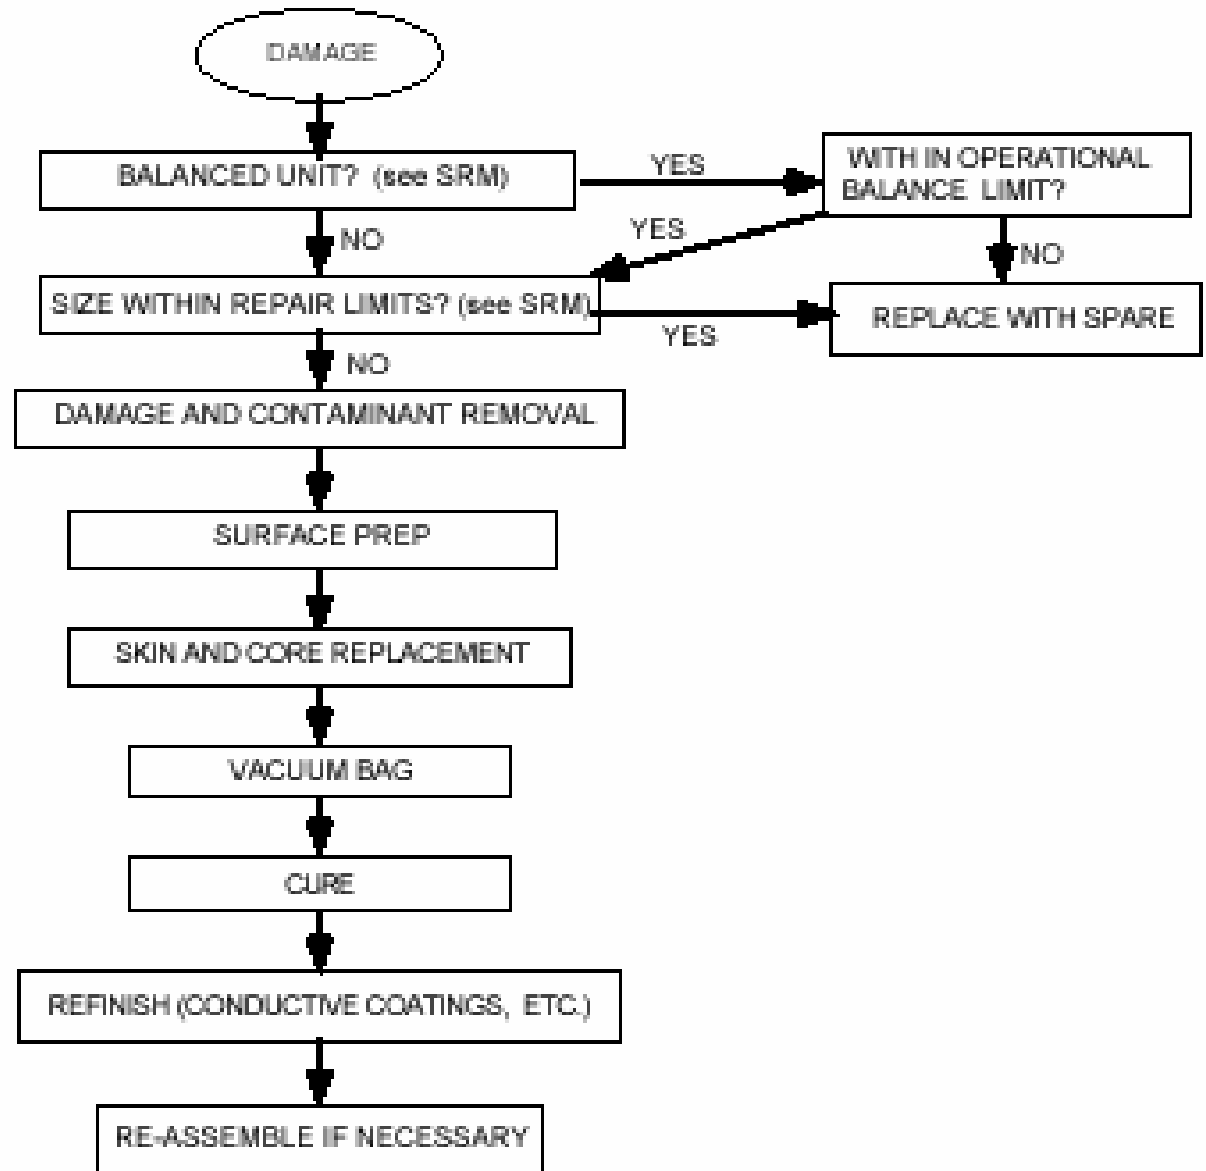 DAMAGE
BALANCED UNIT? (see SRM)
YES
WITH IN OPERATIONAL
BALANCE LIMIT?
NO
YES
NO
SIZE WITHIN REPAIR LIMITS? (see SRM)
YES
REPLACE WITH SPARE
NO
DAMAGE AND CONTAMINANT REMOVAL
SURFACE PREP
SKIN AND CORE REPLACEMENT
VACUUM BAG
CURE
REFINISH (CONDUCTIVE COATINGS, ETC.)
RE-ASSEMBLE IF NECESSARY